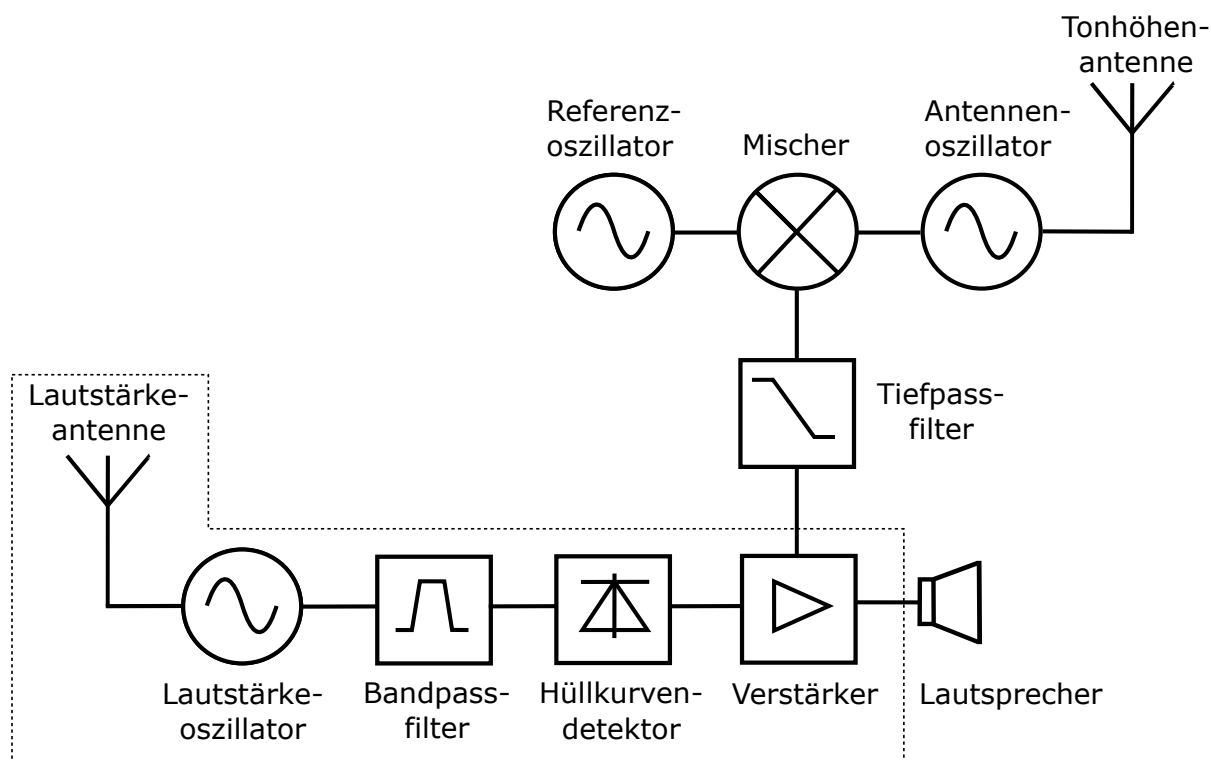 Tonhöhen-
antenne
Referenz-
oszillator
Mischer
Antennen-
oszillator
Tiefpass-
filter
Lautstärke-
antenne
Lautstärke-
oszillator
Bandpass-
filter
Hüllkurven-
detektor
Verstärker
Lautsprecher